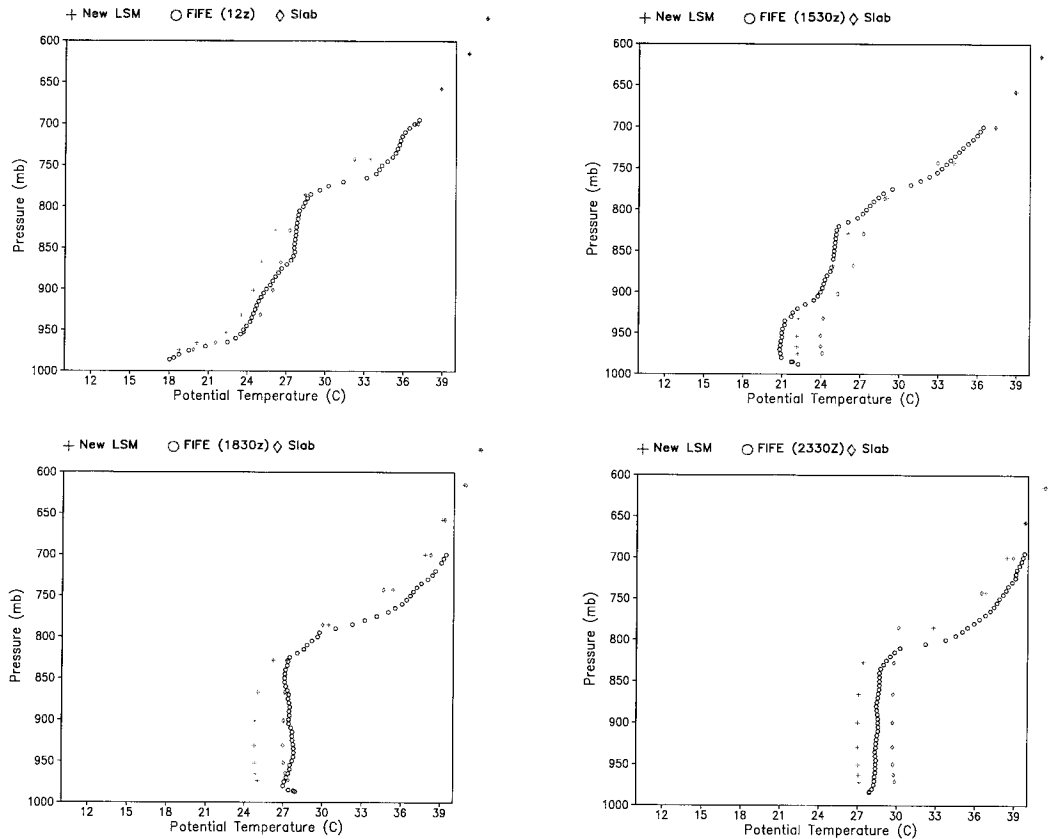 + New LSM ○ FIFE (12z) ◇ Slab
600
650
700
750
800
850
900
950
1000
Pressure (mb)
12 15 18 21 24 27 30 33 36 39
Potential Temperature (C)
+ New LSM ○ FIFE (1530z) ◇ Slab
600
650
700
750
800
850
900
950
1000
Pressure (mb)
12 15 18 21 24 27 30 33 36 39
Potential Temperature (C)
+ New LSM ○ FIFE (1830z) ◇ Slab
600
650
700
750
800
850
900
950
1000
Pressure (mb)
12 15 18 21 24 27 30 33 36 39
Potential Temperature (C)
+ New LSM ○ FIFE (2330Z) ◇ Slab
600
650
700
750
800
850
900
950
1000
Pressure (mb)
12 15 18 21 24 27 30 33 36 39
Potential Temperature (C)